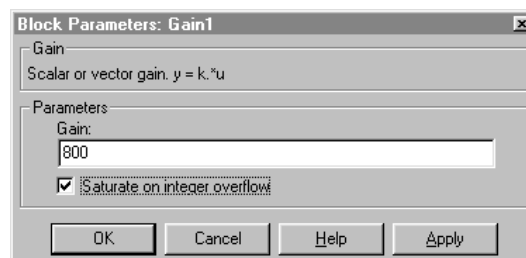 Block Parameters: Gain1
Gain
Scalar or vector gain. y = k.*u
Parameters
Gain:
800
Saturate on integer overflow
OK Cancel Help Apply